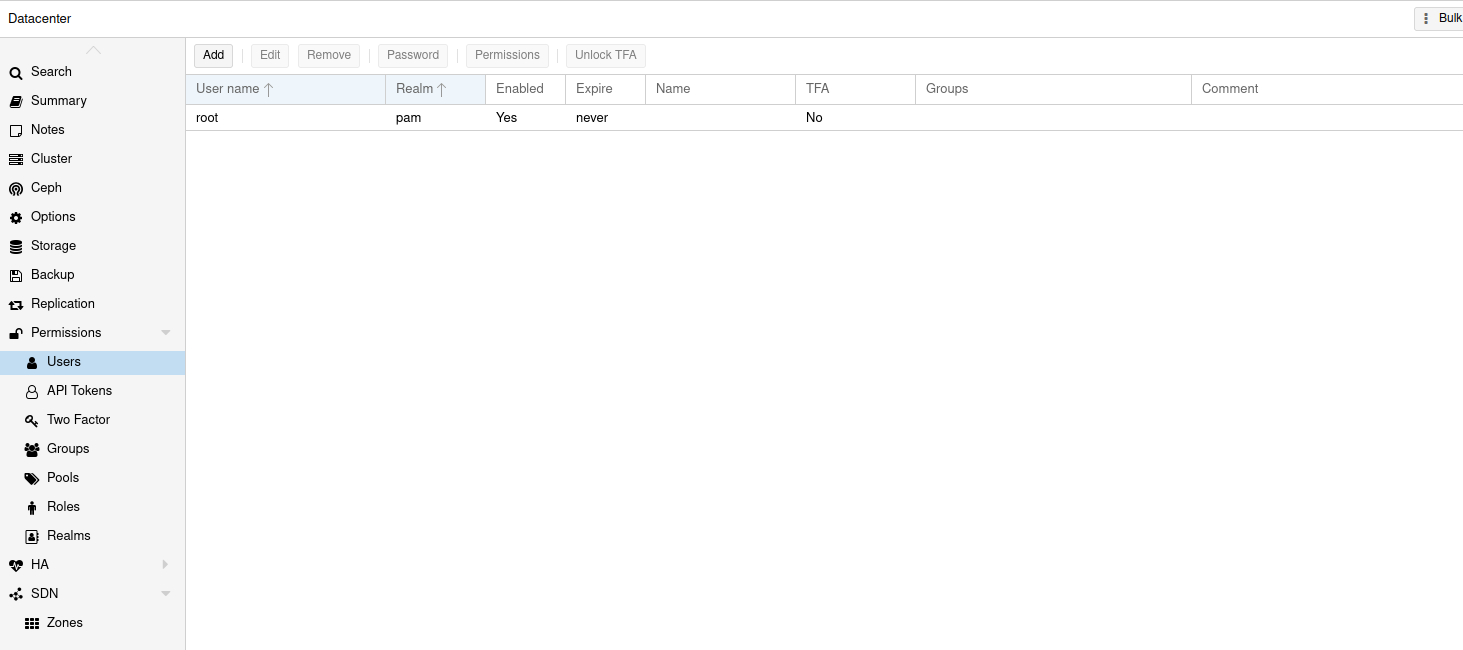 Datacenter
Bulk
Search
Summary
Notes
Cluster
Ceph
Options
Storage
Backup
Replication
Permissions
Users
API Tokens
Two Factor
Groups
Pools
Roles
Realms
HA
SDN
Zones
Add Edit Remove Password Permissions Unlock TFA
User name Realm Enabled Expire Name TFA Groups Comment
root pam Yes never No